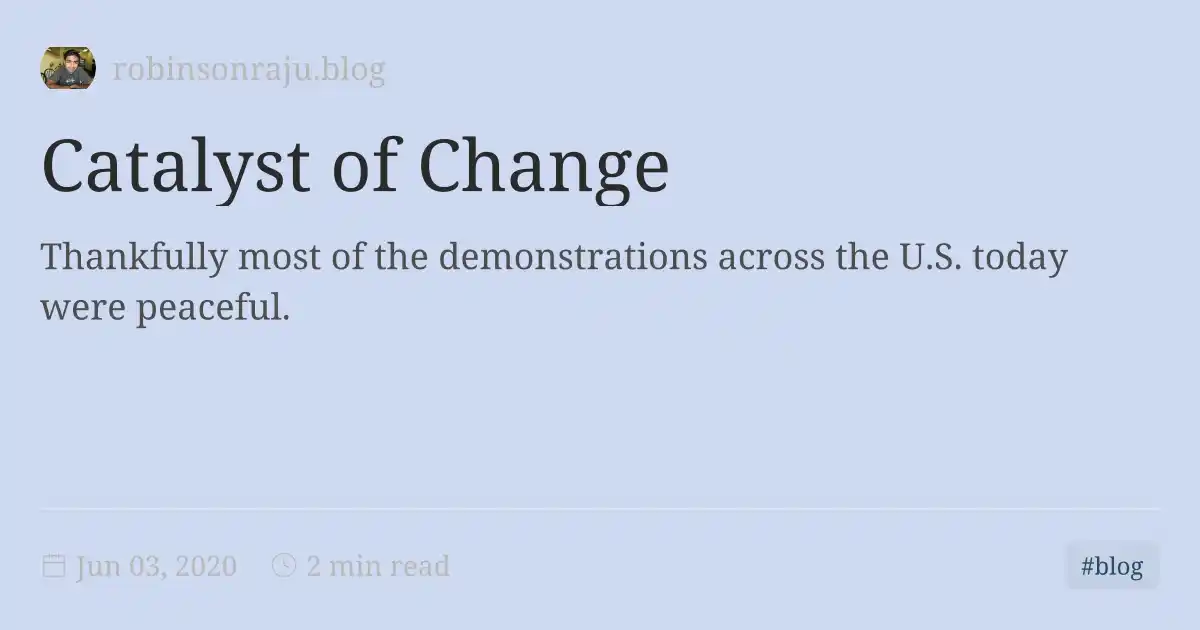 robinsonraju.blog
Catalyst of Change
Thankfully most of the demonstrations across the U.S. today
were peaceful.
Jun 03, 2020 2 min read
#blog